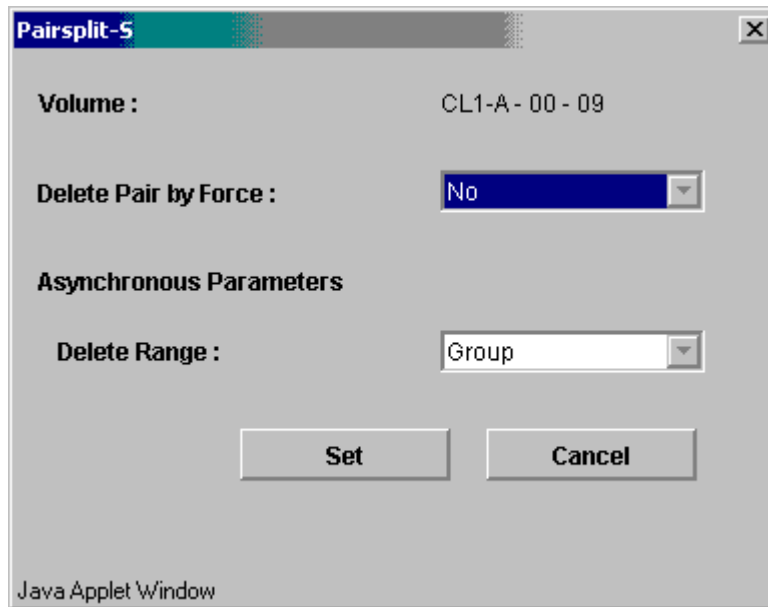 Pairsplit-S
Volume : CL1-A - 00 - 09
Delete Pair by Force : No
Asynchronous Parameters
Delete Range : Group
Set Cancel
Java Applet Window